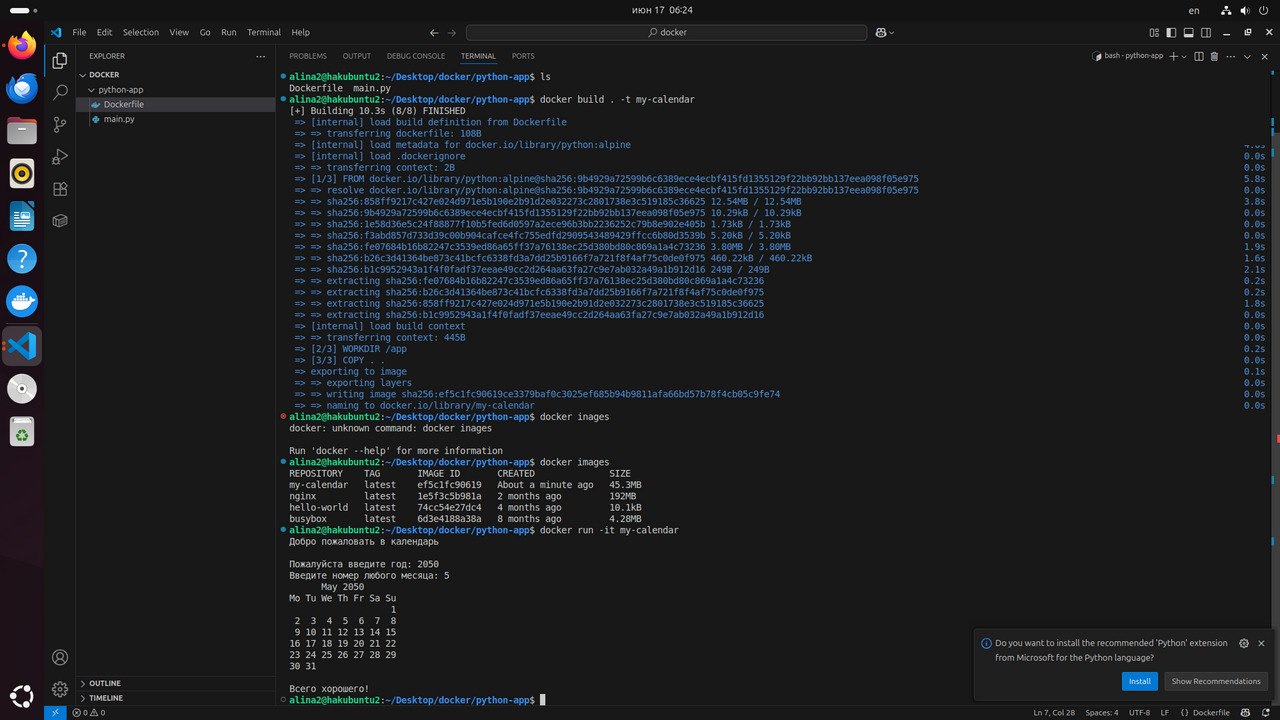 июн 17 06:24
en
File Edit Selection View Go Run Terminal Help
docker
EXPLORER
DOCKER
python-app
Dockerfile
main.py
OUTLINE
TIMELINE
PROBLEMS OUTPUT DEBUG CONSOLE TERMINAL PORTS
bash - python-app
alina2@hakubuntu2:~/Desktop/docker/python-app$ ls
Dockerfile main.py
alina2@hakubuntu2:~/Desktop/docker/python-app$ docker build . -t my-calendar
[+] Building 10.3s (8/8) FINISHED
=> [internal] load build definition from Dockerfile
=> => transferring dockerfile: 108B
=> [internal] load metadata for docker.io/library/python:alpine
=> [internal] load .dockerignore 0.0s
=> => transferring context: 2B 0.0s
=> [1/3] FROM docker.io/library/python:alpine@sha256:9b4929a72599b6c6389ece4ecbf415fd1355129f22bb92bb137eea098f05e975 5.8s
=> => resolve docker.io/library/python:alpine@sha256:9b4929a72599b6c6389ece4ecbf415fd1355129f22bb92bb137eea098f05e975 0.0s
=> => sha256:858ff9217c427e024d971e5b190e2b91d2e032273c2801738e3c519185c36625 12.54MB / 12.54MB 3.8s
=> => sha256:9b4929a72599b6c6389ece4ecbf415fd1355129f22bb92bb137eea098f05e975 10.29kB / 10.29kB 0.0s
=> => sha256:1e58d36e5c24f88877f10b5fed6d0597a2ece96b3bb2236252c79b8e902e405b 1.73kB / 1.73kB 0.0s
=> => sha256:f3abd857d733d39c00b904cafce4fc755edfd2909543489429ffcc6b80d3539b 5.20kB / 5.20kB 0.0s
=> => sha256:fe07684b16b82247c3539ed86a65ff37a76138ec25d380bd80c869a1a4c73236 3.80MB / 3.80MB 1.9s
=> => sha256:b26c3d41364be873c41bcfc6338fd3a7dd25b9166f7a721f8f4af75c0de0f975 460.22kB / 460.22kB 1.6s
=> => sha256:b1c9952943a1f4f0fadf37eeae49cc2d264aa63fa27c9e7ab032a49a1b912d16 249B / 249B 2.1s
=> => extracting sha256:fe07684b16b82247c3539ed86a65ff37a76138ec25d380bd80c869a1a4c73236 0.2s
=> => extracting sha256:b26c3d41364be873c41bcfc6338fd3a7dd25b9166f7a721f8f4af75c0de0f975 0.2s
=> => extracting sha256:858ff9217c427e024d971e5b190e2b91d2e032273c2801738e3c519185c36625 1.8s
=> => extracting sha256:b1c9952943a1f4f0fadf37eeae49cc2d264aa63fa27c9e7ab032a49a1b912d16 0.0s
=> [internal] load build context 0.0s
=> => transferring context: 445B 0.0s
=> [2/3] WORKDIR /app 0.2s
=> [3/3] COPY . . 0.0s
=> exporting to image 0.1s
=> => exporting layers 0.0s
=> => writing image sha256:ef5c1fc90619ce3379baf0c3025ef685b94b9811afa66bd57b78f4cb05c9fe74 0.0s
=> => naming to docker.io/library/my-calendar 0.0s
alina2@hakubuntu2:~/Desktop/docker/python-app$ docker inages
docker: unknown command: docker inages
Run 'docker --help' for more information
alina2@hakubuntu2:~/Desktop/docker/python-app$ docker images
REPOSITORY TAG IMAGE ID CREATED SIZE
my-calendar latest ef5c1fc90619 About a minute ago 45.3MB
nginx latest 1e5f3c5b981a 2 months ago 192MB
hello-world latest 74cc54e27dc4 4 months ago 10.1kB
busybox latest 6d3e4188a38a 8 months ago 4.28MB
alina2@hakubuntu2:~/Desktop/docker/python-app$ docker run -it my-calendar
Добро пожаловать в календарь
Пожалуйста введите год: 2050
Введите номер любого месяца: 5
May 2050
Mo Tu We Th Fr Sa Su
1
2 3 4 5 6 7 8
9 10 11 12 13 14 15
16 17 18 19 20 21 22
23 24 25 26 27 28 29
30 31
Всего хорошего!
alina2@hakubuntu2:~/Desktop/docker/python-app$
Do you want to install the recommended 'Python' extension
from Microsoft for the Python language?
Install Show Recommendations
0 0
Ln 7, Col 28 Spaces: 4 UTF-8 LF Dockerfile